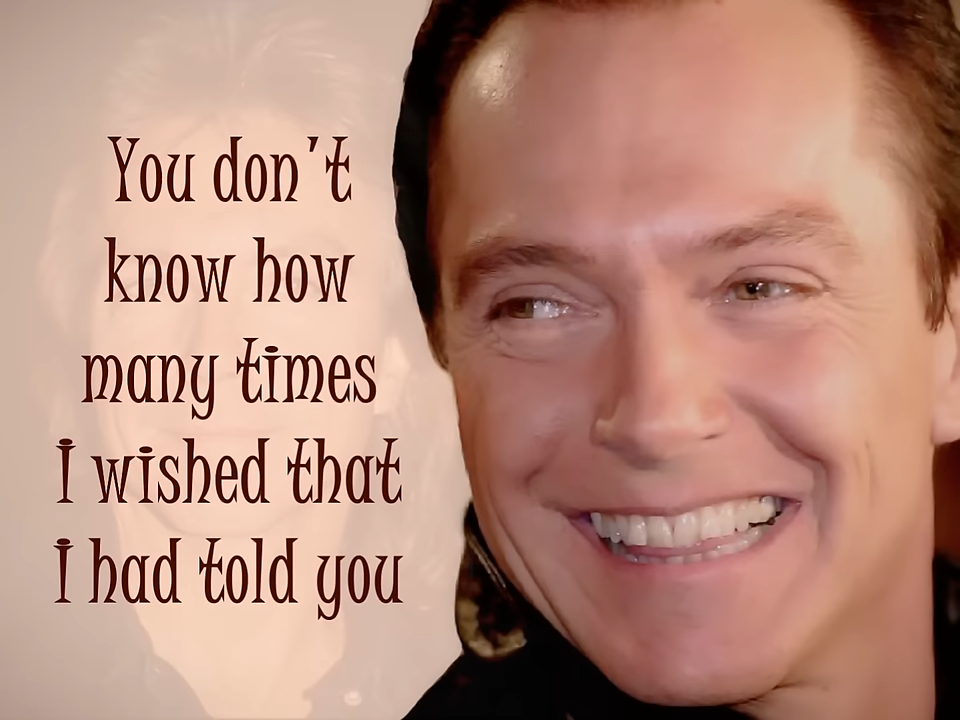 You don't
know how
many times
I wished that
I had told you